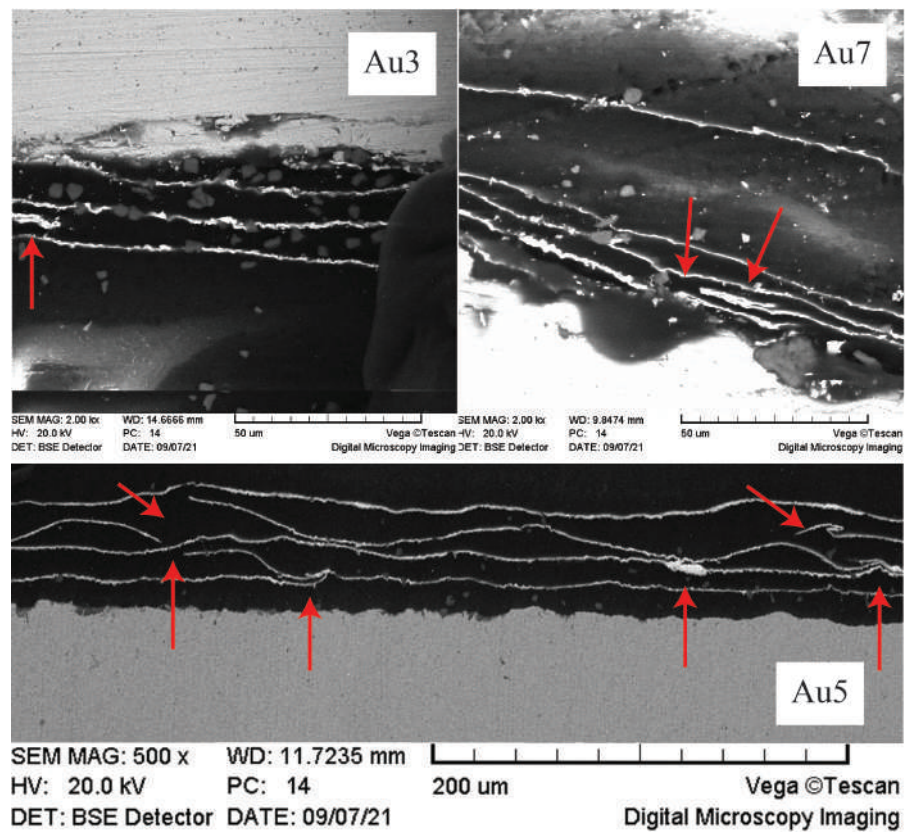 Au3
Au7
SEM MAG: 2.00 kx WD: 14.6666 mm
HV: 20.0 kV PC: 14 50 um Vega ©Tescan
DET: BSE Detector DATE: 09/07/21 Digital Microscopy Imaging
SEM MAG: 2.00 kx WD: 9.8474 mm
HV: 20.0 kV PC: 14 50 um Vega ©Tescan
DET: BSE Detector DATE: 09/07/21 Digital Microscopy Imaging
Au5
SEM MAG: 500 x WD: 11.7235 mm
HV: 20.0 kV PC: 14 200 um Vega ©Tescan
DET: BSE Detector DATE: 09/07/21 Digital Microscopy Imaging